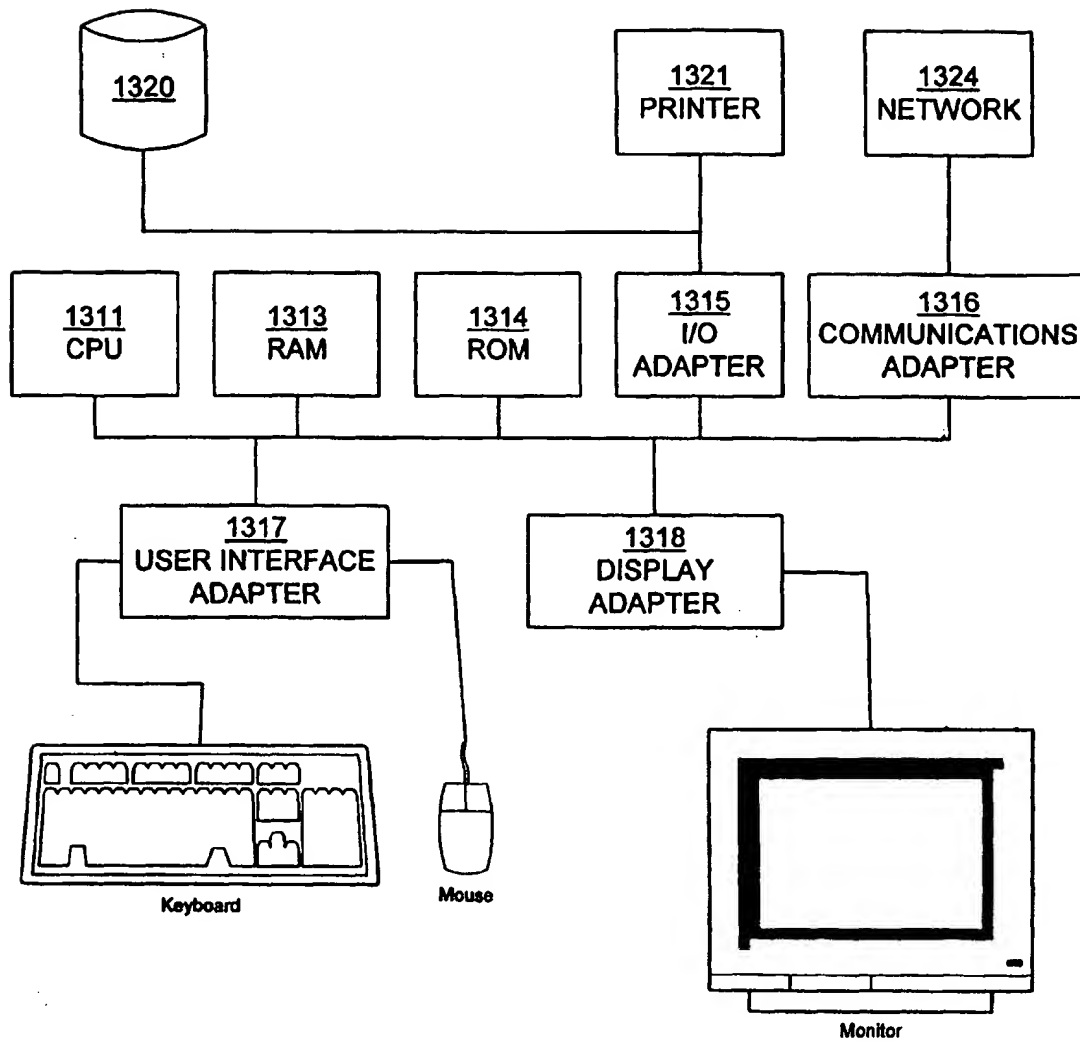 1320
1321
PRINTER
1324
NETWORK
1311
CPU
1313
RAM
1314
ROM
1315
I/O
ADAPTER
1316
COMMUNICATIONS
ADAPTER
1317
USER INTERFACE
ADAPTER
1318
DISPLAY
ADAPTER
Keyboard
Mouse
Monitor